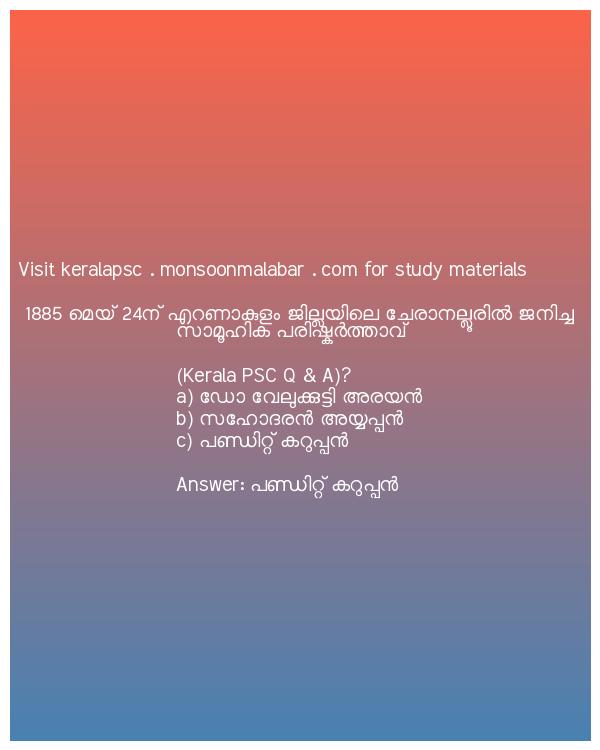 Visit keralapsc . monsoonmalabar . com for study materials
1885 മെയ് 24ന് എറണാകുളം ജില്ലയിലെ ചേരാനല്ലൂരിൽ ജനിച്ച
സാമൂഹിക പരിഷ്കർത്താവ്
(Kerala PSC Q & A)?
a) ഡോ വേലുക്കുട്ടി അരയൻ
b) സഹോദരൻ അയ്യപ്പൻ
c) പണ്ഡിറ്റ് കറുപ്പൻ
Answer: പണ്ഡിറ്റ് കറുപ്പൻ